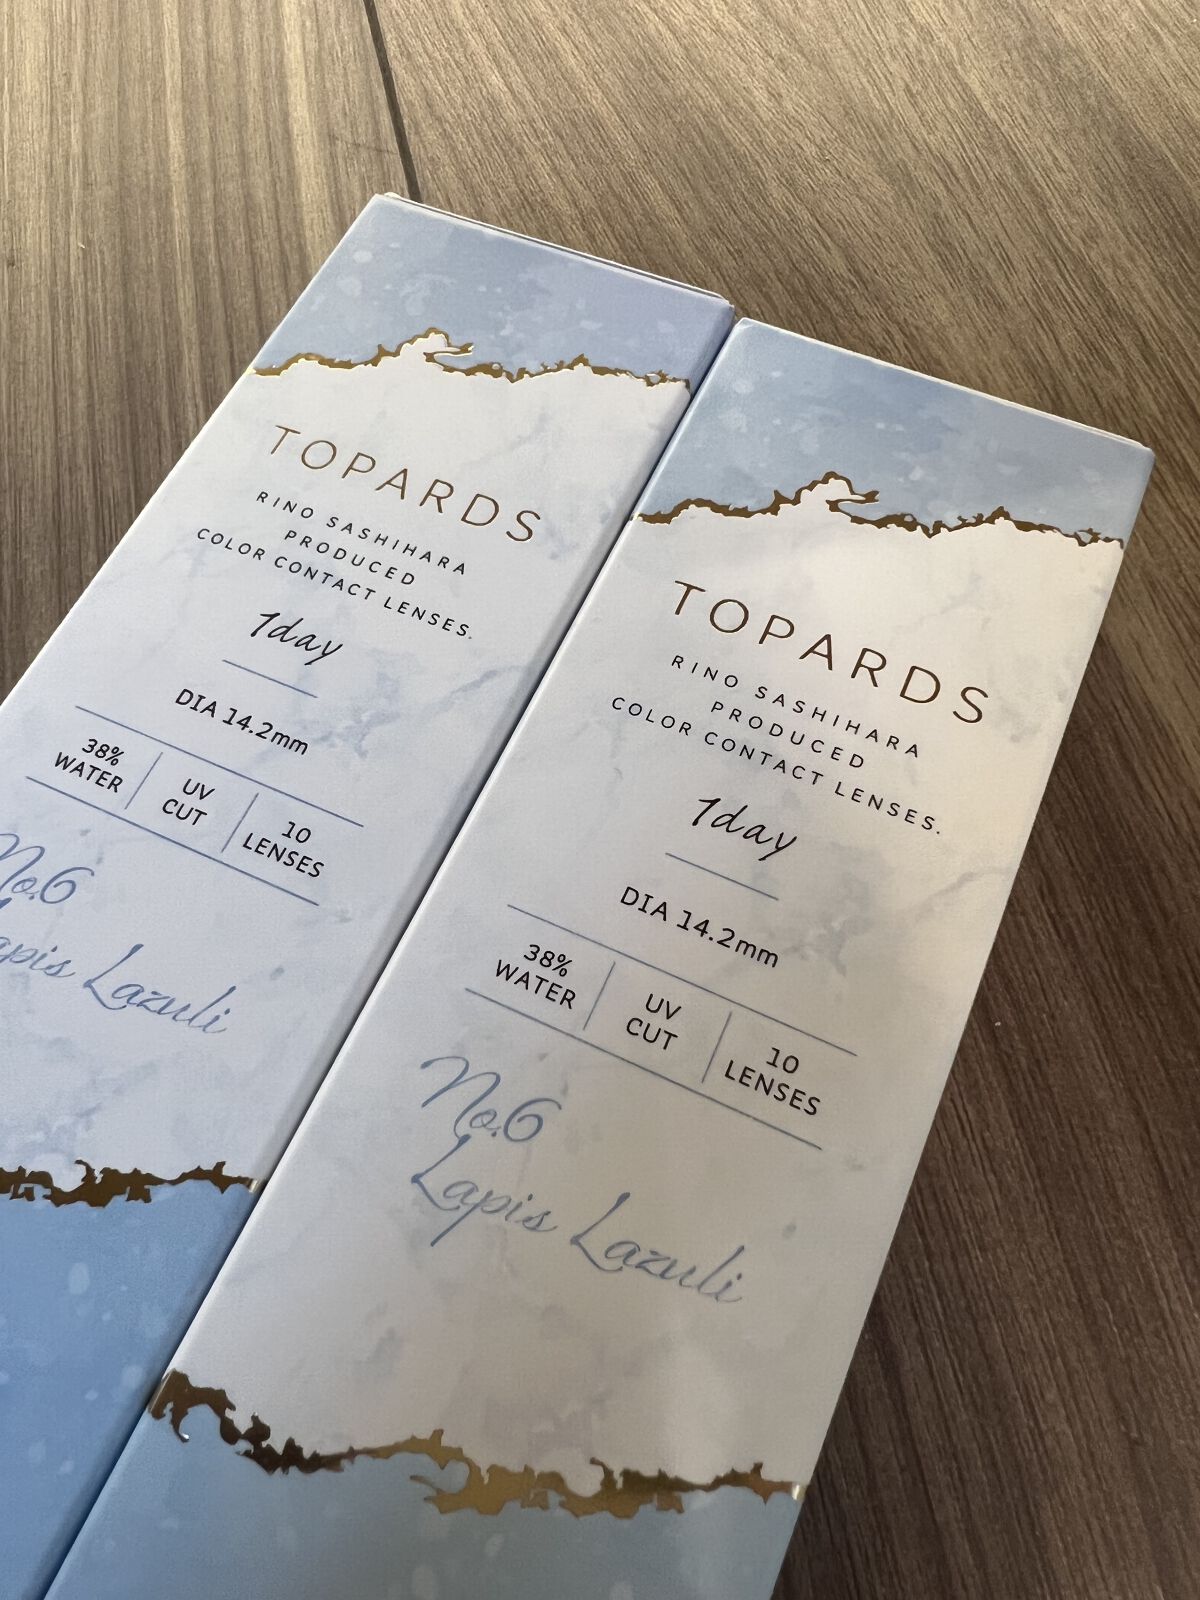 TOPARDS
RINO SASHIHARA
PRODUCED
COLOR CONTACT LENSES.
1day
DIA 14.2mm
38%
WATER
UV
CUT
10
LENSES
No.6
Lapis Lazuli
TOPARDS
RINO SASHIHARA
PRODUCED
COLOR CONTACT LENSES.
1day
DIA 14.2mm
38%
WATER
UV
CUT
10
LENSES
No.6
Lapis Lazuli